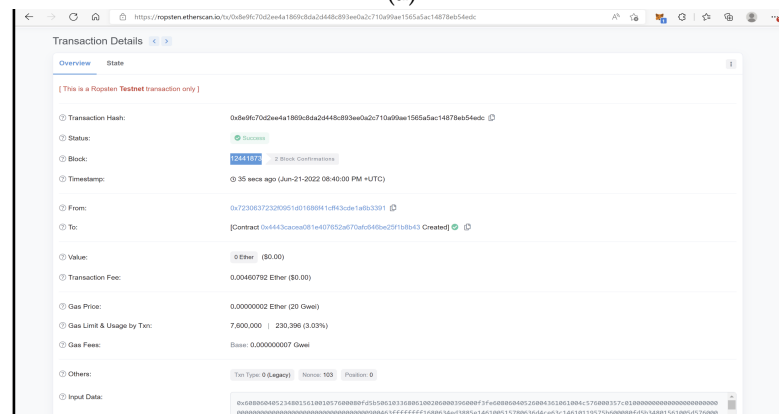 https://ropsten.etherscan.io/tx/0x8e9fc70d2ee4a1869c8da2d448c893ee0a2c710a99ae1565a5ac14878eb54edc
Transaction Details
Overview State
[ This is a Ropsten Testnet transaction only ]
Transaction Hash: 0x8e9fc70d2ee4a1869c8da2d448c893ee0a2c710a99ae1565a5ac14878eb54edc
Status: Success
Block: 12441873 2 Block Confirmations
Timestamp: 35 secs ago (Jun-21-2022 08:40:00 PM +UTC)
From: 0x7230637232f0951d01686f41cff43cde1a6b3391
To: [Contract 0x4443cacea081e407652a670afc646be25f1b8b43 Created]
Value: 0 Ether ($0.00)
Transaction Fee: 0.00460792 Ether ($0.00)
Gas Price: 0.00000002 Ether (20 Gwei)
Gas Limit & Usage by Txn: 7,600,000 | 230,396 (3.03%)
Gas Fees: Base: 0.000000007 Gwei
Others: Txn Type: 0 (Legacy) Nonce: 103 Position: 0
Input Data: